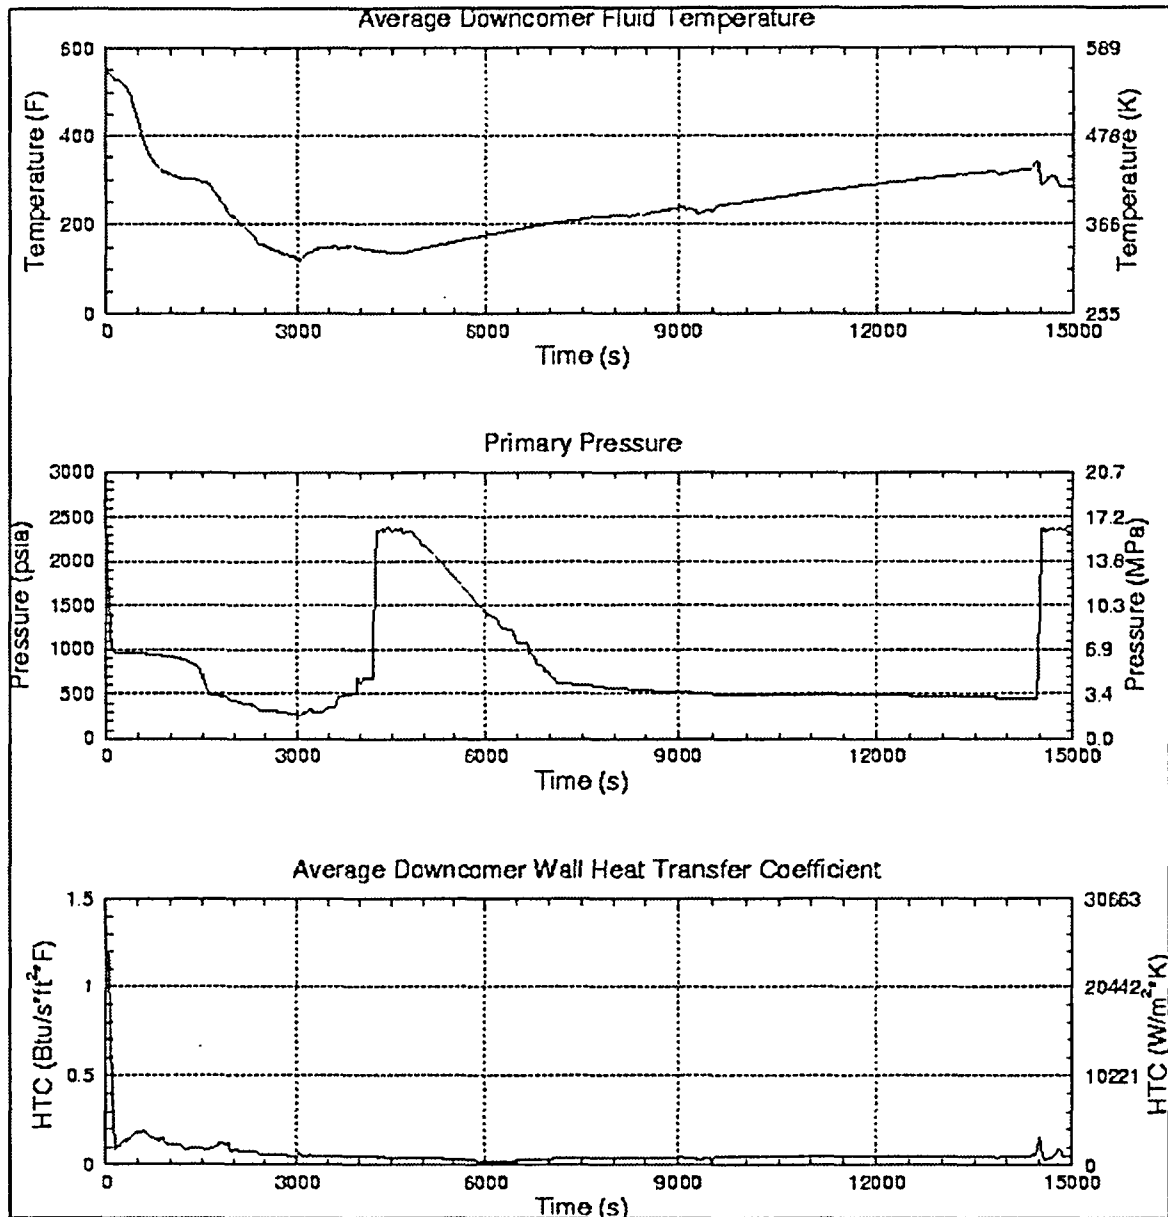 Average Downcomer Fluid Temperature
600 589
400 478
200 366
0 255
Temperature (F)
Temperature (K)
0 3000 6000 9000 12000 15000
Time (s)
Primary Pressure
3000 20.7
2500 17.2
2000 13.8
1500 10.3
1000 6.9
500 3.4
0 0.0
Pressure (psia)
Pressure (MPa)
0 3000 6000 9000 12000 15000
Time (s)
Average Downcomer Wall Heat Transfer Coefficient
1.5 30663
1 20442
0.5 10221
0 0
HTC (Btu/s*ft²*F)
HTC (W/m²*K)
0 3000 6000 9000 12000 15000
Time (s)